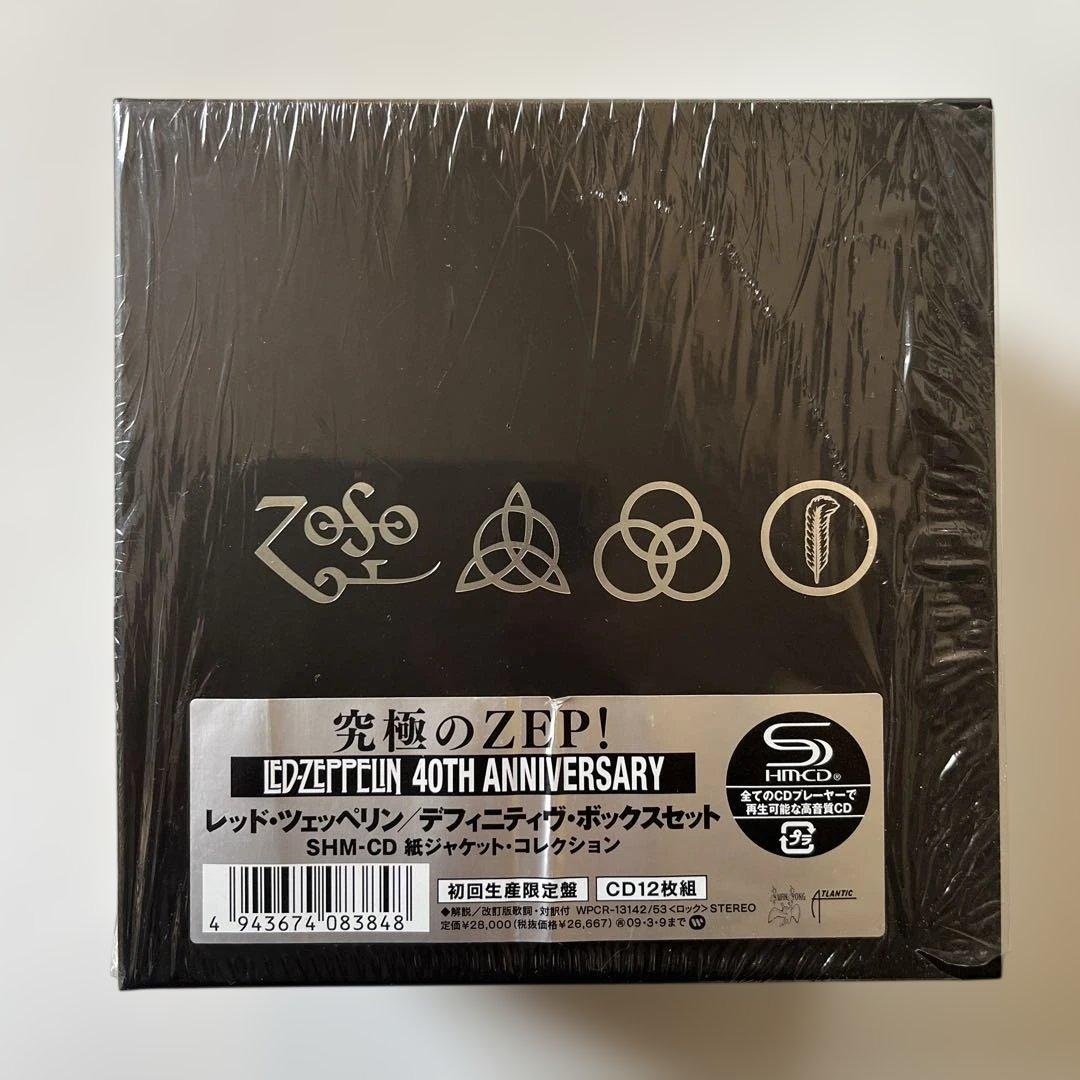 ZoSo
究極のZEP!
LED-ZEPPELIN 40TH ANNIVERSARY
レッド・ツェッペリン/デフィニティヴ・ボックスセット
SHM-CD 紙ジャケット・コレクション
初回生産限定盤 CD12枚組
◆解説/改訂版歌詞・対訳付 WPCR-13142/53<ロック>STEREO
定価¥28,000(税抜価格¥26,667) ㋐09・3・9まで
4 943674 083848
SHM-CD®
全てのCDプレーヤーで
再生可能な高音質CD
プラ
SWAN SONG
ATLANTIC